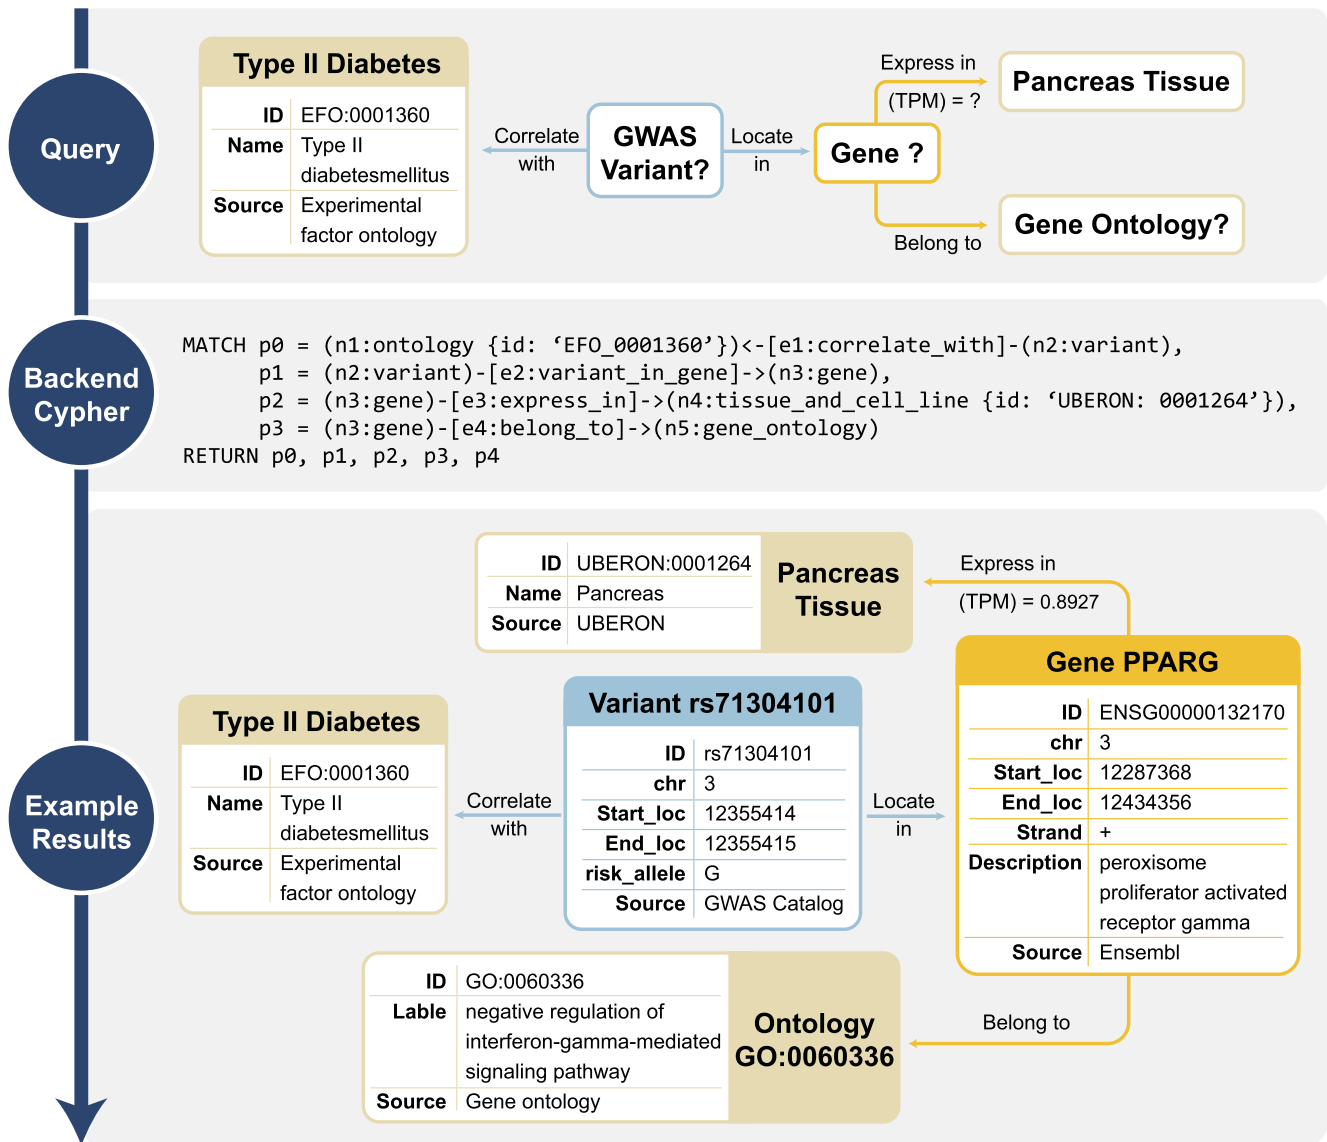 Query
Type II Diabetes
ID EFO:0001360
Name Type II
diabetesmellitus
Source Experimental
factor ontology
Correlate
with
GWAS
Variant?
Locate
in
Gene ?
Express in
(TPM) = ?
Pancreas Tissue
Belong to
Gene Ontology?
Backend
Cypher
MATCH p0 = (n1:ontology {id: ‘EFO_0001360’})<-[e1:correlate_with]-(n2:variant),
p1 = (n2:variant)-[e2:variant_in_gene]->(n3:gene),
p2 = (n3:gene)-[e3:express_in]->(n4:tissue_and_cell_line {id: ‘UBERON: 0001264’}),
p3 = (n3:gene)-[e4:belong_to]->(n5:gene_ontology)
RETURN p0, p1, p2, p3, p4
Example
Results
ID UBERON:0001264
Name Pancreas
Source UBERON
Pancreas
Tissue
Express in
(TPM) = 0.8927
Type II Diabetes
ID EFO:0001360
Name Type II
diabetesmellitus
Source Experimental
factor ontology
Correlate
with
Variant rs71304101
ID rs71304101
chr 3
Start_loc 12355414
End_loc 12355415
risk_allele G
Source GWAS Catalog
Locate
in
Gene PPARG
ID ENSG00000132170
chr 3
Start_loc 12287368
End_loc 12434356
Strand +
Description peroxisome
proliferator activated
receptor gamma
Source Ensembl
ID GO:0060336
Lable negative regulation of
interferon-gamma-mediated
signaling pathway
Source Gene ontology
Ontology
GO:0060336
Belong to